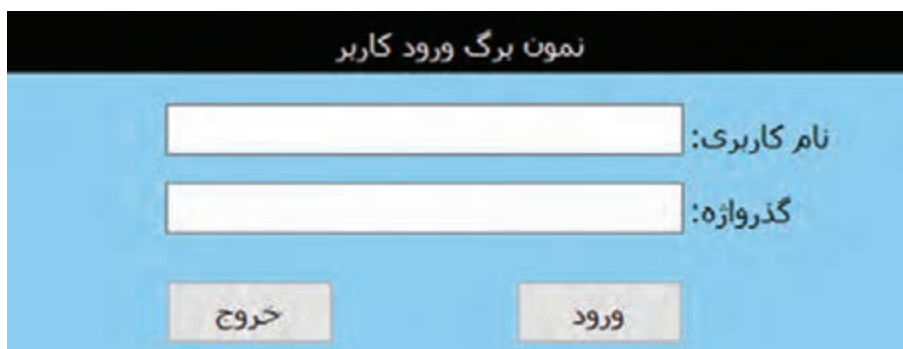 نمون برگ ورود کاربر
نام کاربری:
گذرواژه:
ورود
خروج